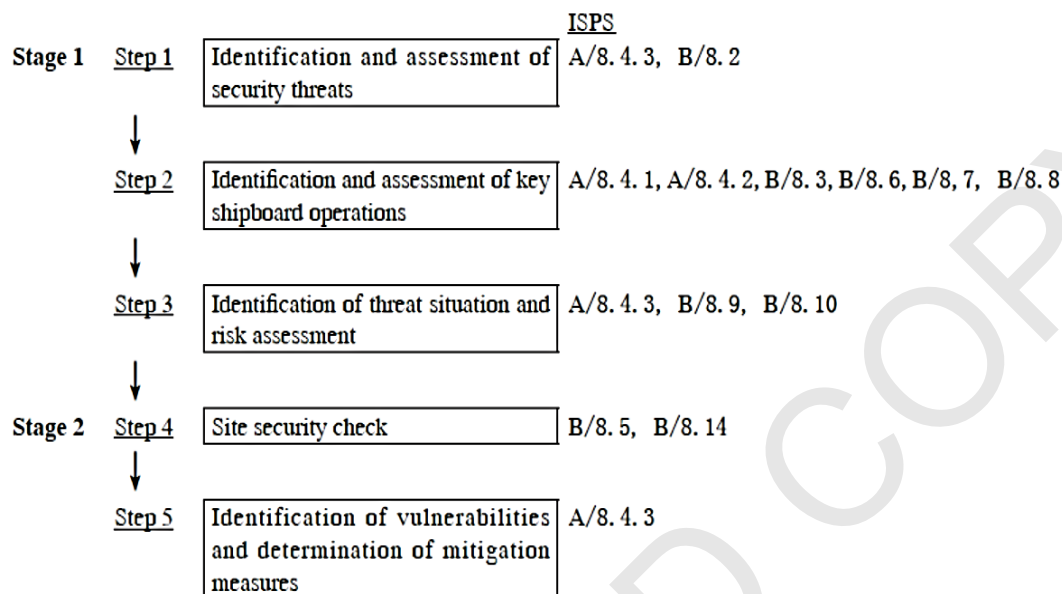 ISPS
Stage 1 Step 1 Identification and assessment of A/8.4.3, B/8.2
security threats
Step 2 Identification and assessment of key A/8.4.1, A/8.4.2, B/8.3, B/8.6, B/8,7, B/8.8
shipboard operations
Step 3 Identification of threat situation and A/8.4.3, B/8.9, B/8.10
risk assessment
Stage 2 Step 4 Site security check B/8.5, B/8.14
Step 5 Identification of vulnerabilities A/8.4.3
and determination of mitigation
measures
D COPY